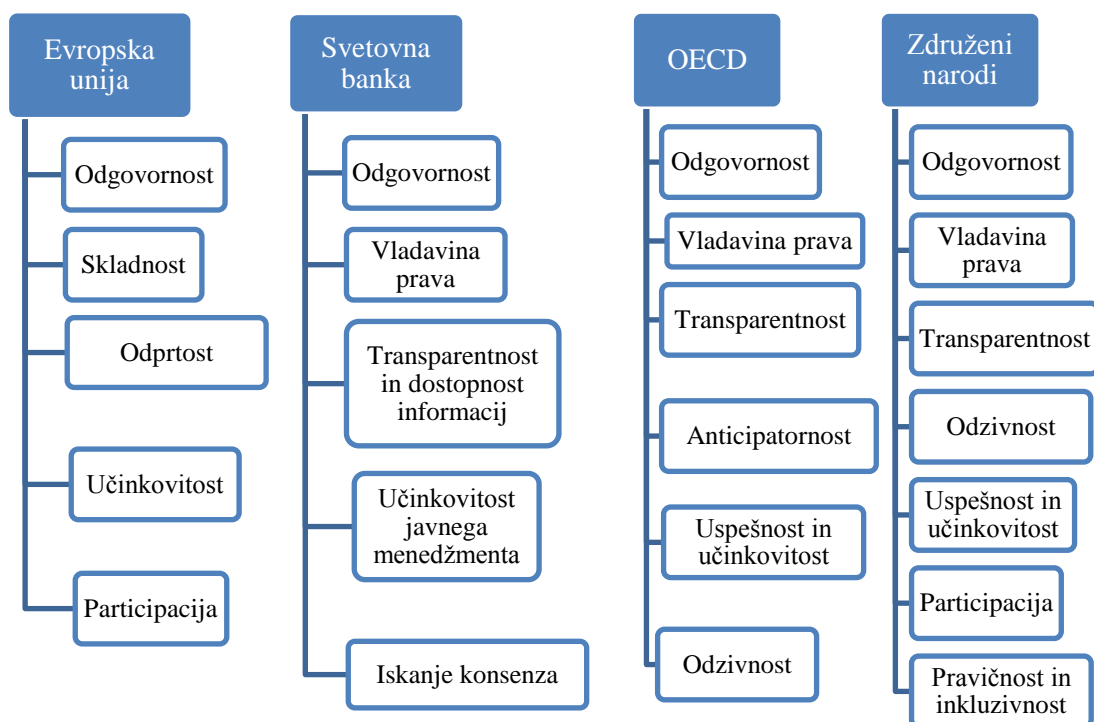 Evropska
unija
Odgovornost
Skladnost
Odprtost
Učinkovitost
Participacija
Svetovna
banka
Odgovornost
Vladavina
prava
Transparentnost
in dostopnost
informacij
Učinkovitost
javnega
menedžmenta
Iskanje konsenza
OECD
Odgovornost
Vladavina prava
Transparentnost
Anticipatornost
Uspešnost in
učinkovitost
Odzivnost
Združeni
narodi
Odgovornost
Vladavina
prava
Transparentnost
Odzivnost
Uspešnost in
učinkovitost
Participacija
Pravičnost in
inkluzivnost